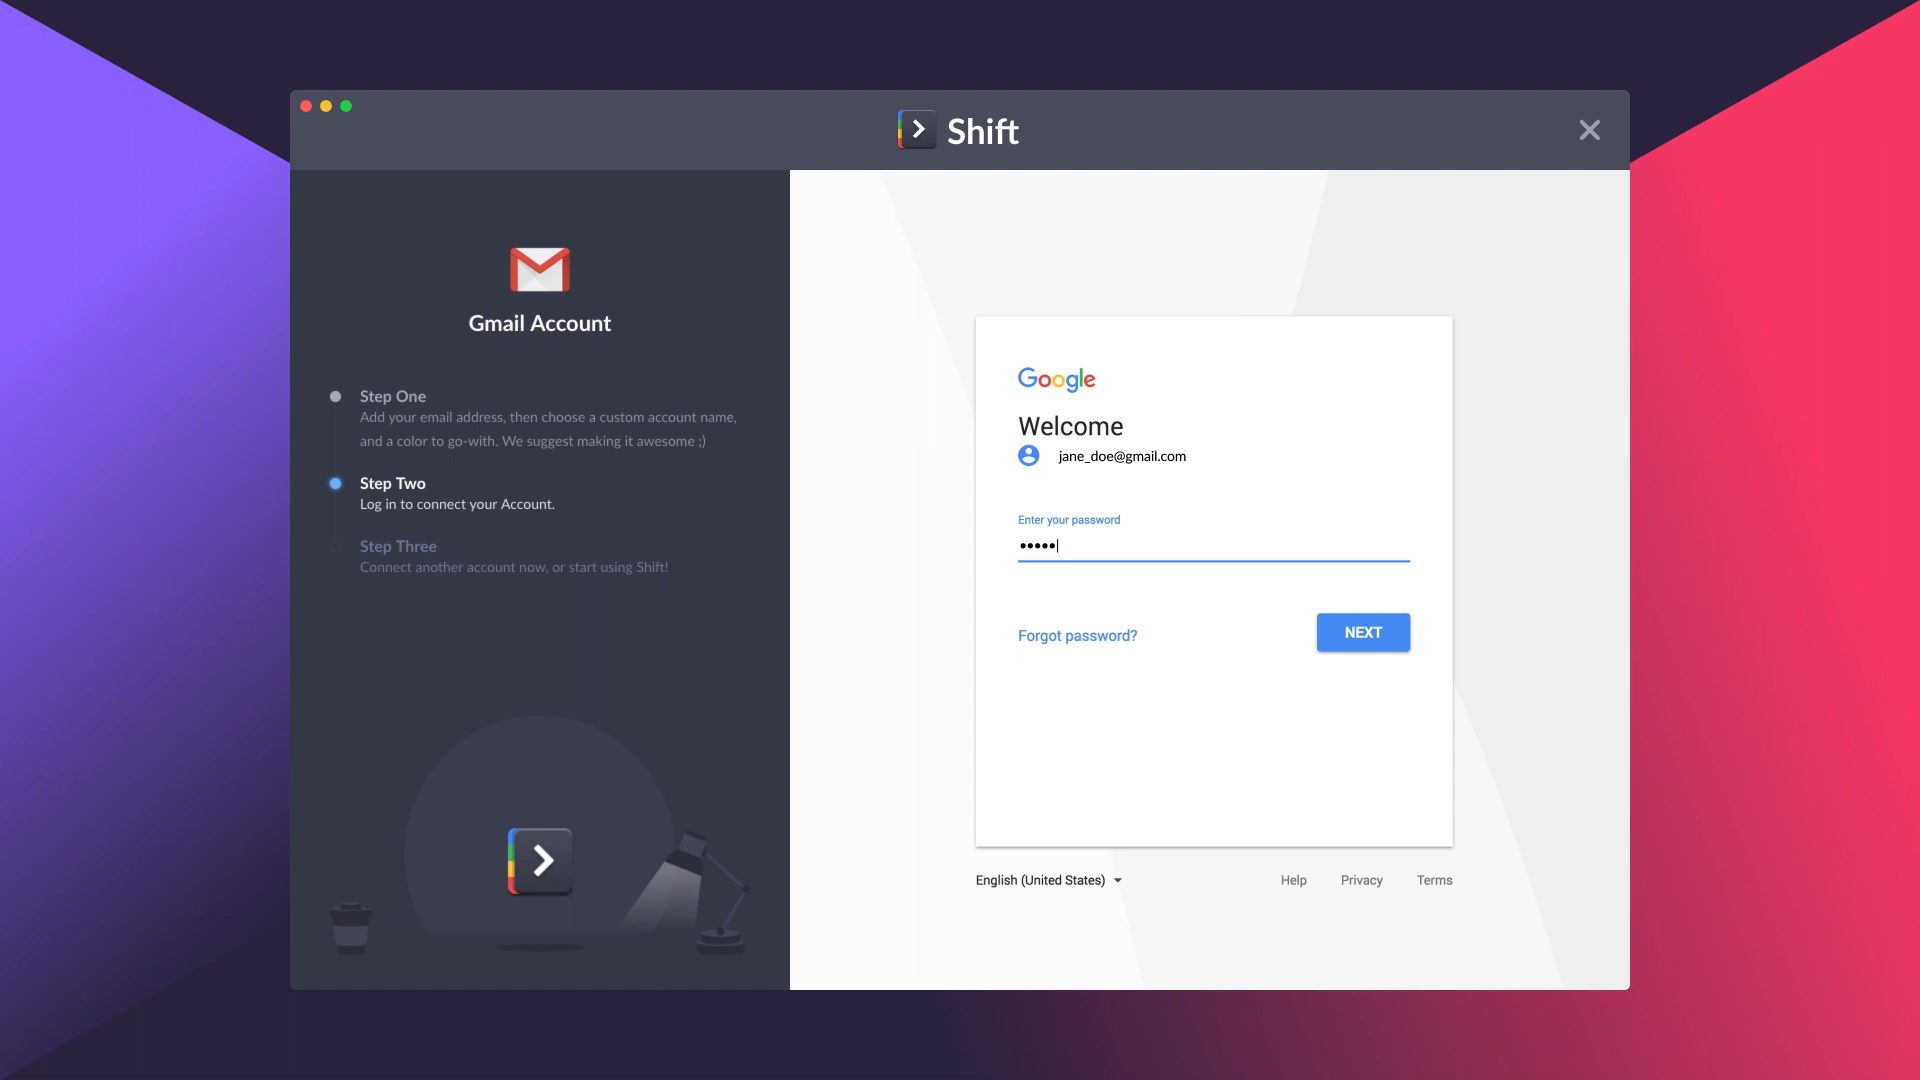 Shift
Gmail Account
Step One
Add your email address, then choose a custom account name,
and a color to go-with. We suggest making it awesome ;)
Step Two
Log in to connect your Account.
Step Three
Connect another account now, or start using Shift!
Google
Welcome
jane_doe@gmail.com
Enter your password
•••••
Forgot password?
NEXT
English (United States)
Help
Privacy
Terms